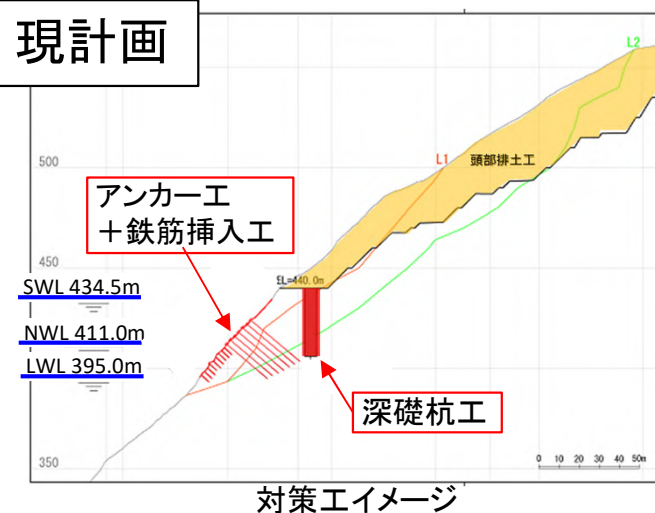 現計画
L2
500
L1
頭部排土工
アンカー工
＋鉄筋挿入工
450
EL=440.0m
SWL 434.5m
NWL 411.0m
LWL 395.0m
深礎杭工
350
0 10 20 30 40 50m
対策工イメージ